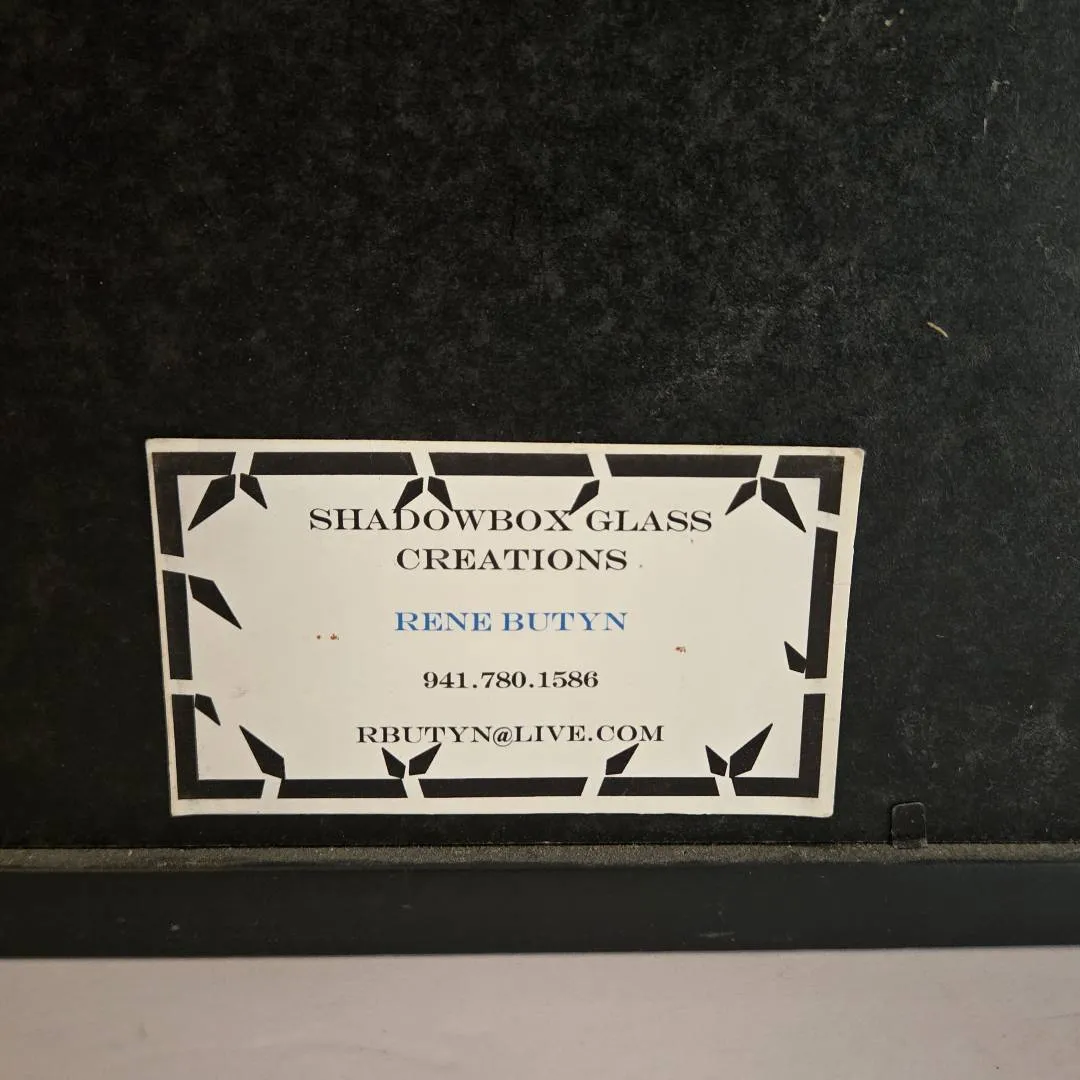 SHADOWBOX GLASS
CREATIONS
RENE BUTYN
941.780.1586
RBUTYN@LIVE.COM